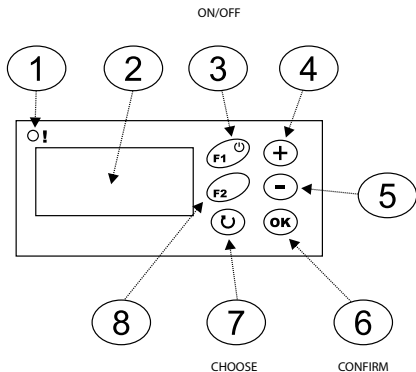 ON/OFF
1 2 3 4
!
F1 +
F2 -
5
OK
8 7 6
CHOOSE CONFIRM